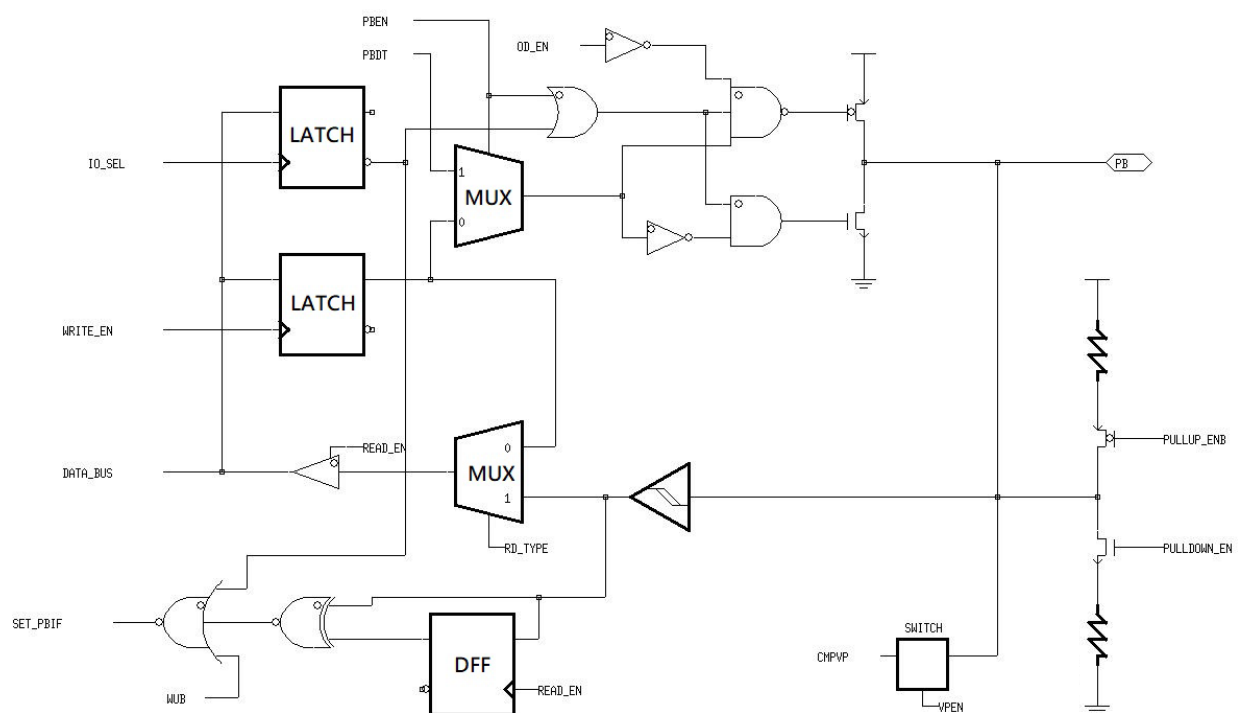 PBEN
OD_EN
PBDT
LATCH
IO_SEL
1
MUX
0
PB
LATCH
WRITE_EN
READ_EN
0
PULLUP_ENB
DATA_BUS
MUX
1
RD_TYPE
PULLDOWN_EN
SET_PBIF
SWITCH
DFF
CMPVP
READ_EN
WUB
VPEN